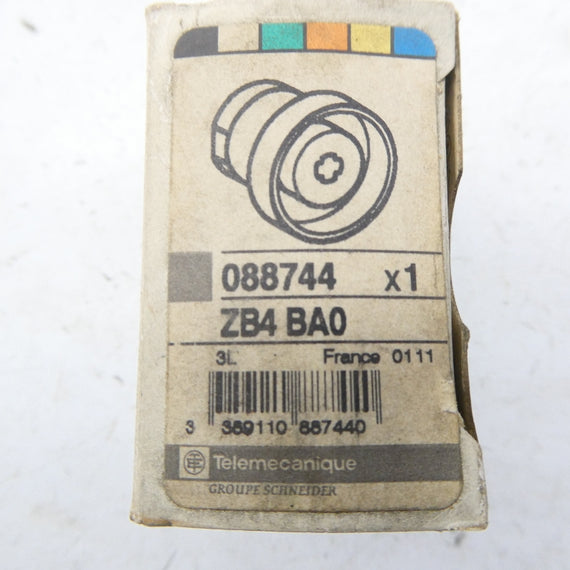 088744 x1
ZB4 BA0
3L France 0111
3 389110 887440
Telemecanique
GROUPE SCHNEIDER